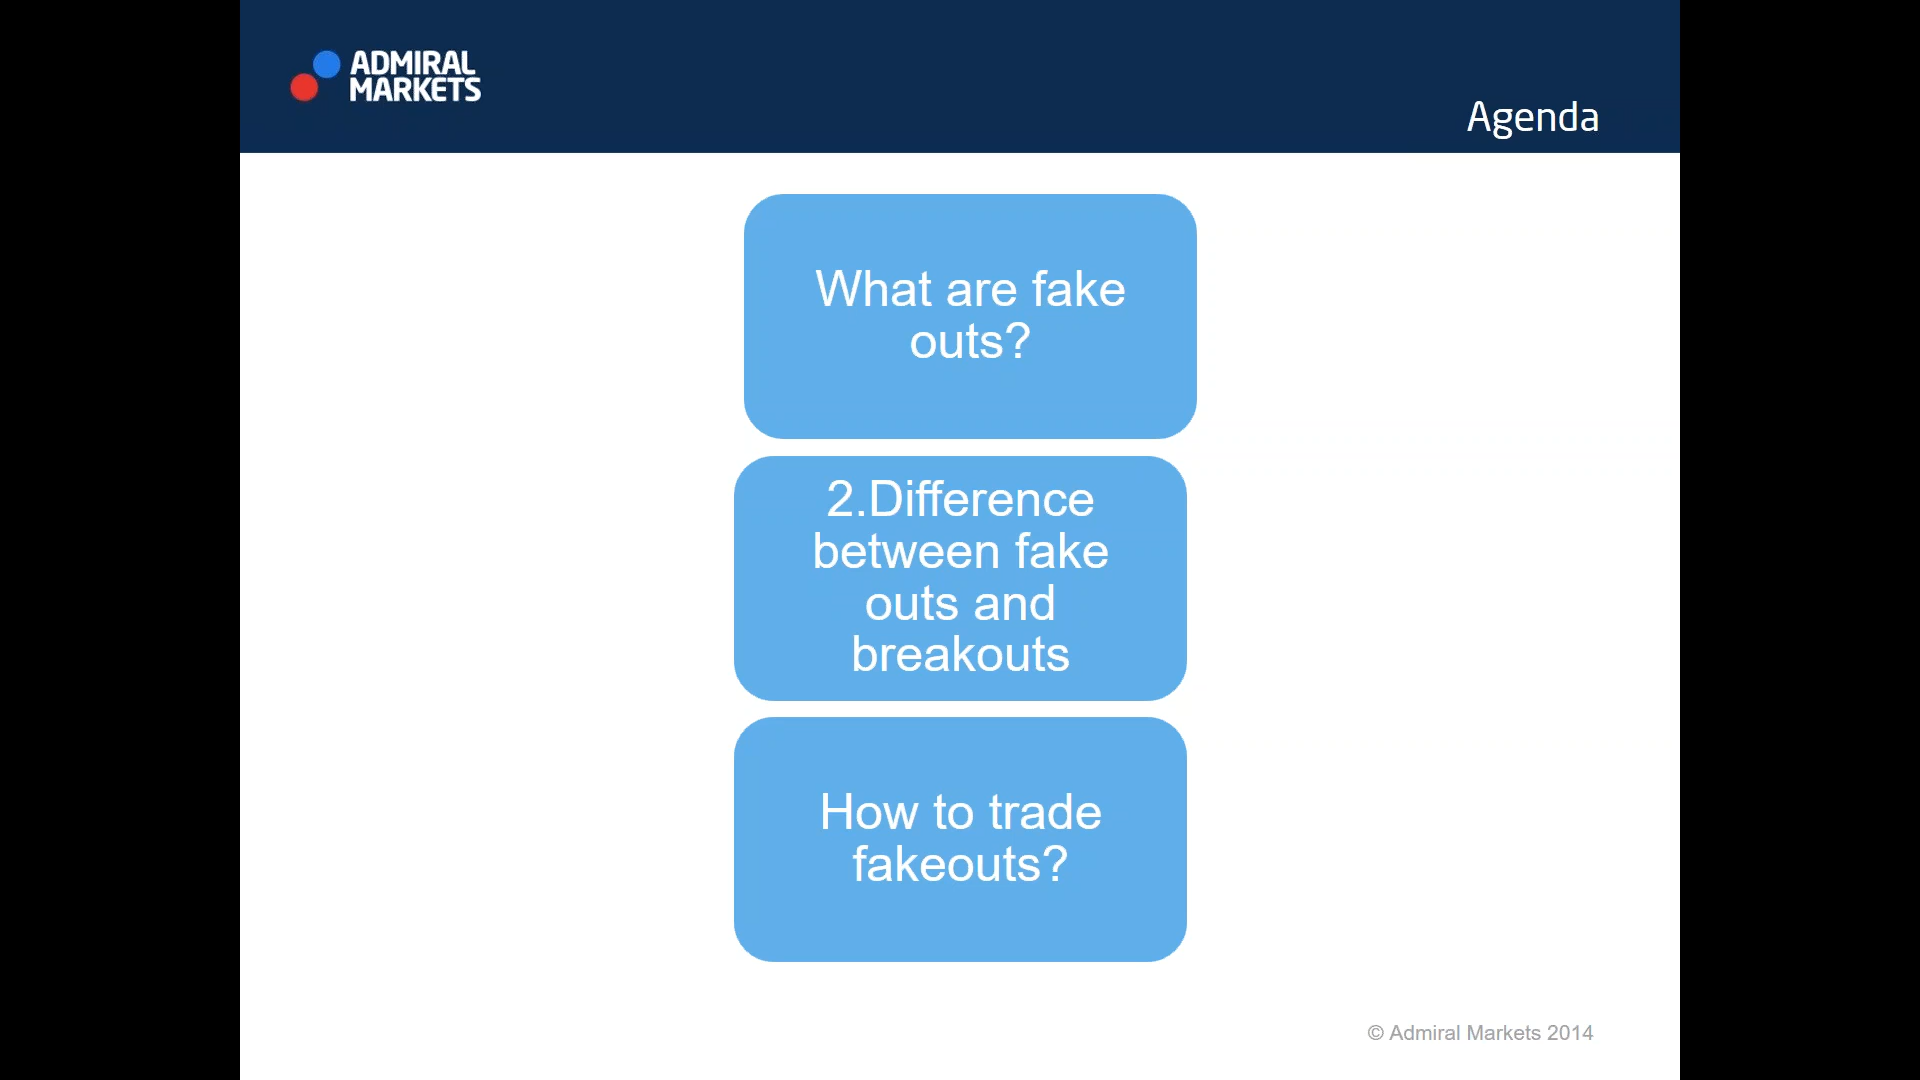 ADMIRAL
MARKETS
Agenda
What are fake
outs?
2.Difference
between fake
outs and
breakouts
How to trade
fakeouts?
© Admiral Markets 2014